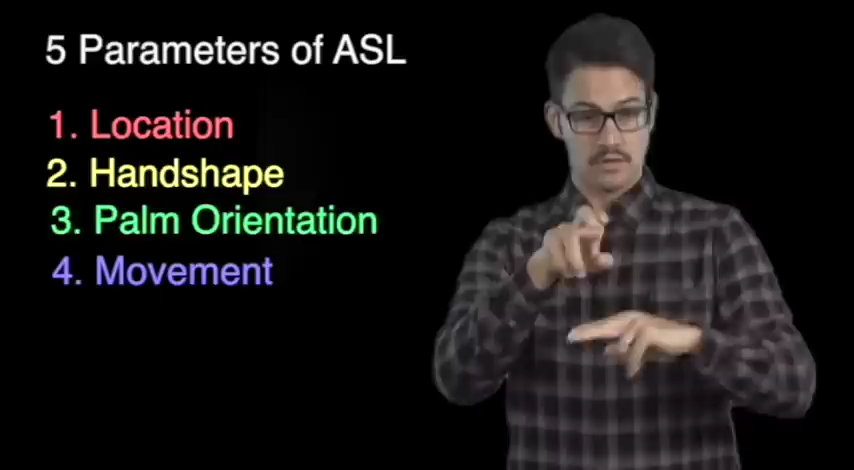 5 Parameters of ASL
1. Location
2. Handshape
3. Palm Orientation
4. Movement